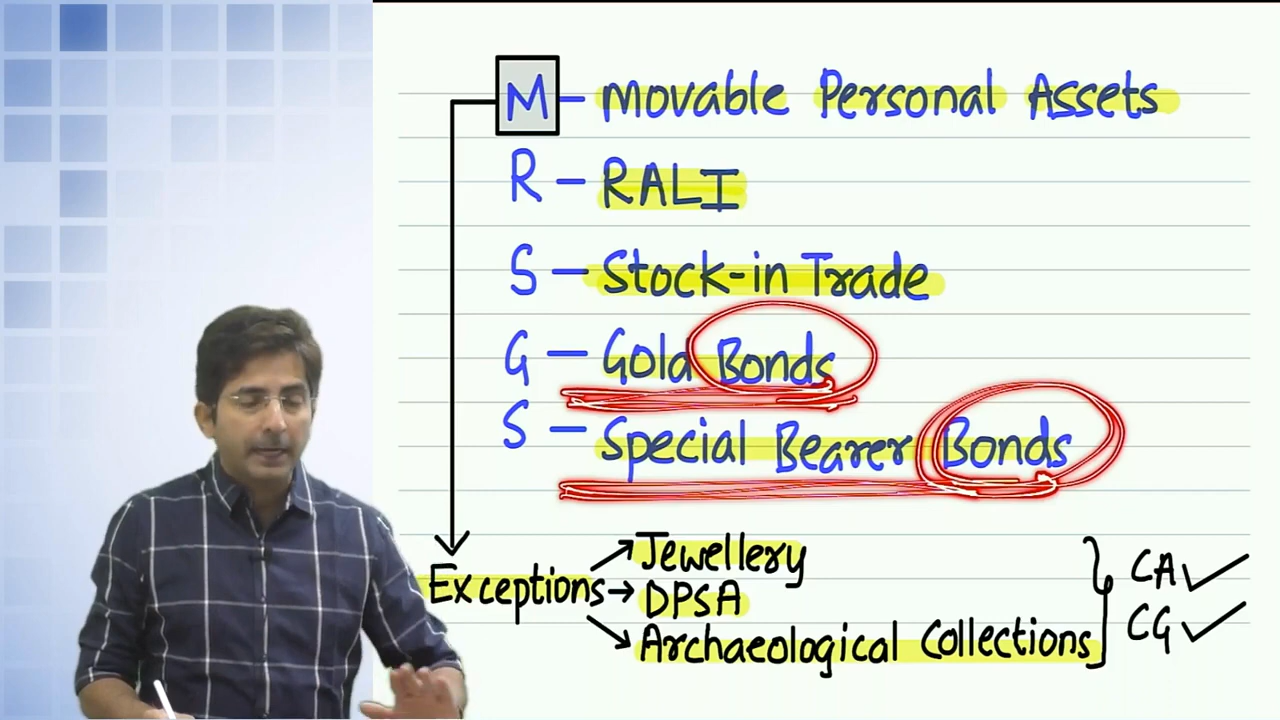 M - Movable Personal Assets
R - RALI
S - Stock-in Trade
G - Gold Bonds
S - Special Bearer Bonds
Exceptions → Jewellery
→ DPSA
→ Archaeological Collections
CA ✓
CG ✓